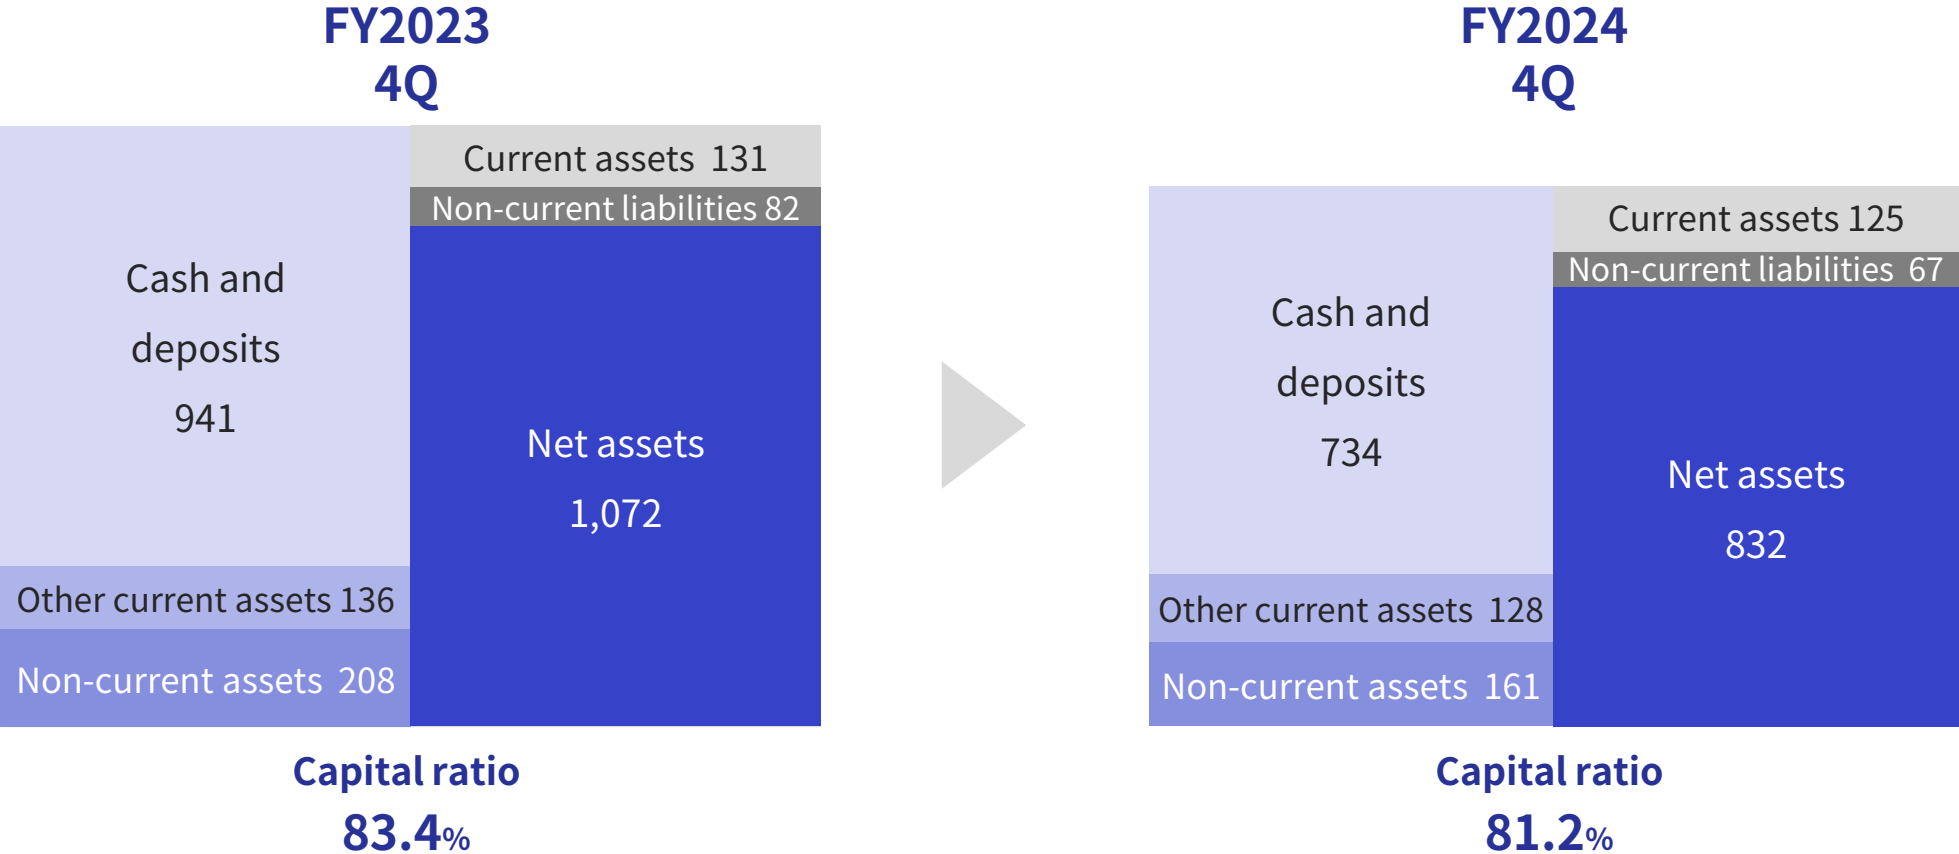 FY2023
4Q
Cash and
deposits
941
Other current assets 136
Non-current assets 208
Current assets 131
Non-current liabilities 82
Net assets
1,072
Capital ratio
83.4%
FY2024
4Q
Cash and
deposits
734
Other current assets 128
Non-current assets 161
Current assets 125
Non-current liabilities 67
Net assets
832
Capital ratio
81.2%